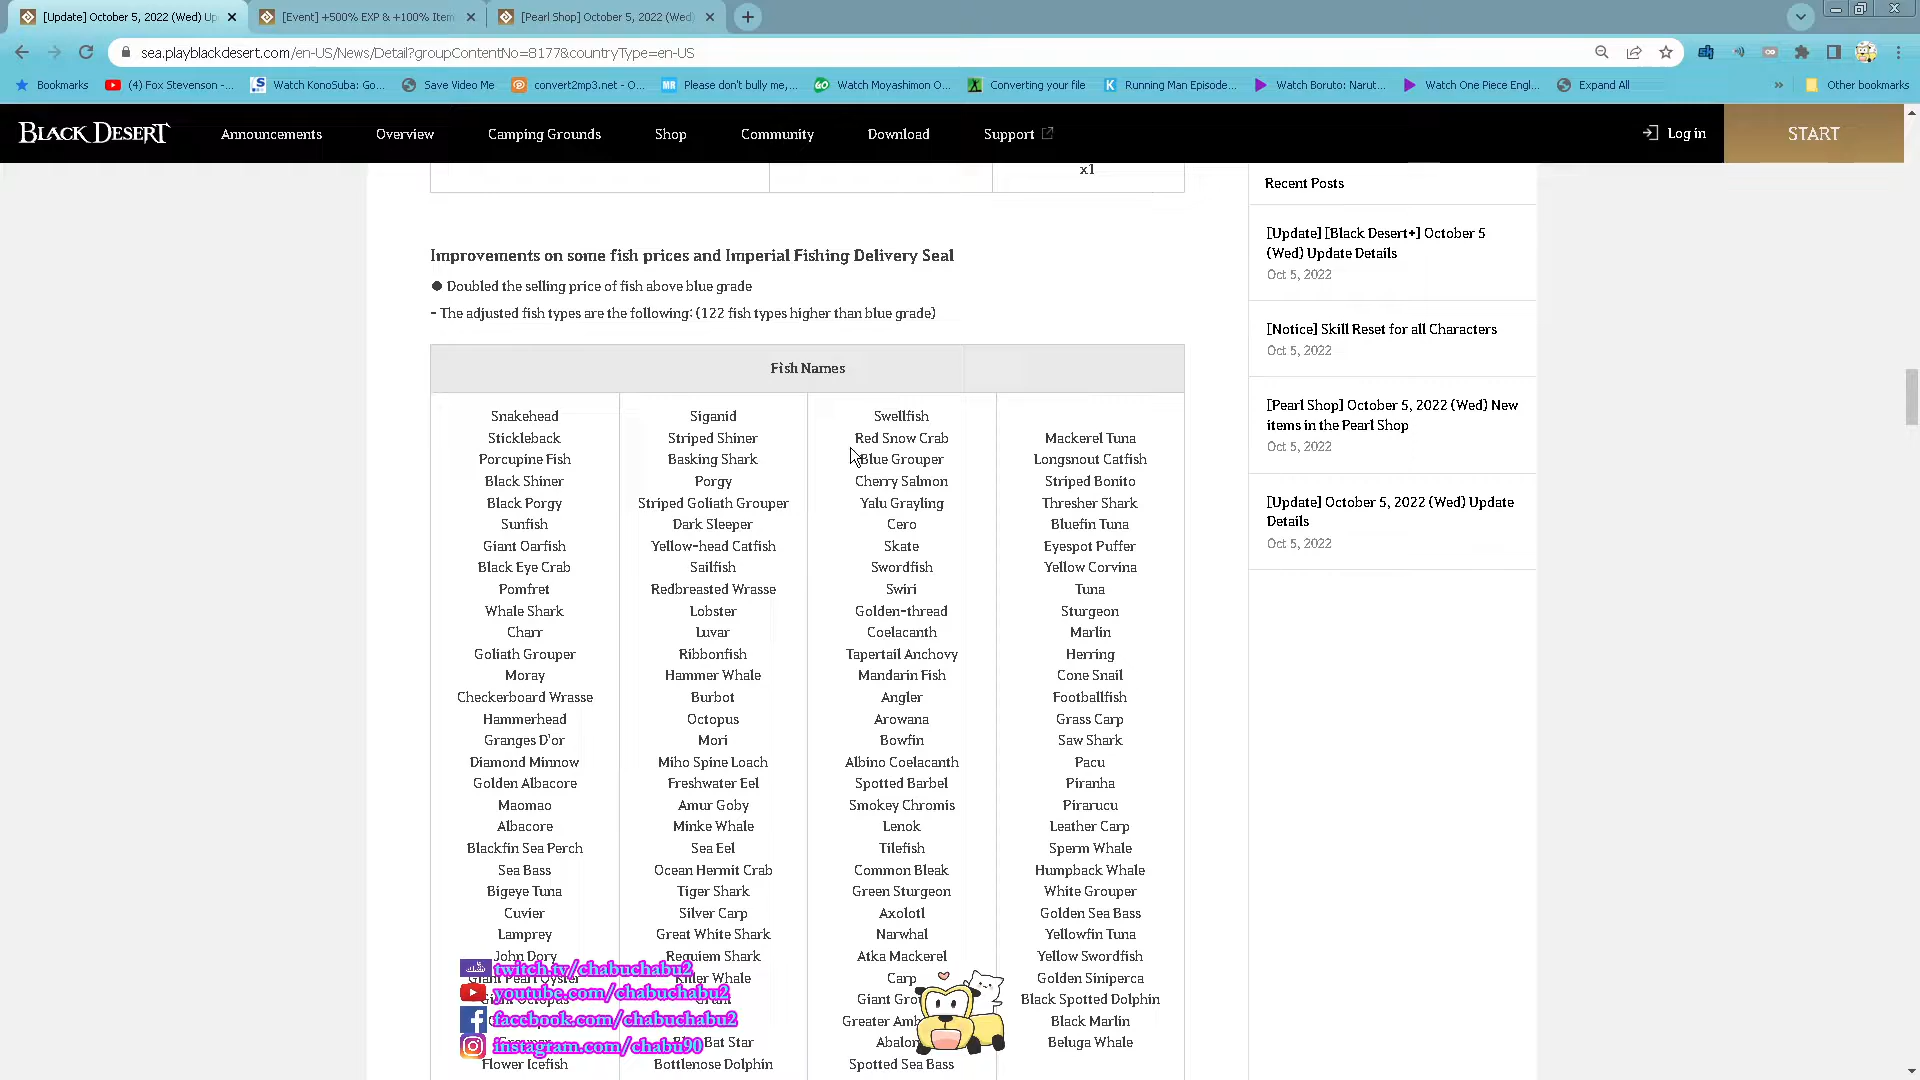 [Update] October 5, 2022 (Wed) Up
[Event] +500% EXP & +100% Item
[Pearl Shop] October 5, 2022 (Wed)
sea.playblackdesert.com/en-US/News/Detail?groupContentNo=8177&countryType=en-US
Bookmarks
(4) Fox Stevenson -...
Watch KonoSuba: Go...
Save Video Me
convert2mp3.net - O...
Please don't bully me,...
Watch Moyashimon O...
Converting your file
Running Man Episode...
Watch Boruto: Narut...
Watch One Piece Engl...
Expand All
»
Other bookmarks
BLACK DESERT
Announcements
Overview
Camping Grounds
Shop
Community
Download
Support
Log in
START
x1
Improvements on some fish prices and Imperial Fishing Delivery Seal
● Doubled the selling price of fish above blue grade
- The adjusted fish types are the following: (122 fish types higher than blue grade)
Fish Names
Snakehead
Stickleback
Porcupine Fish
Black Shiner
Black Porgy
Sunfish
Giant Oarfish
Black Eye Crab
Pomfret
Whale Shark
Charr
Goliath Grouper
Moray
Checkerboard Wrasse
Hammerhead
Granges D'or
Diamond Minnow
Golden Albacore
Maomao
Albacore
Blackfin Sea Perch
Sea Bass
Bigeye Tuna
Cuvier
Lamprey
John Dory
Giant Pearl Oyster
Giant Octopus
Flower Icefish
Siganid
Striped Shiner
Basking Shark
Porgy
Striped Goliath Grouper
Dark Sleeper
Yellow-head Catfish
Sailfish
Redbreasted Wrasse
Lobster
Luvar
Ribbonfish
Hammer Whale
Burbot
Octopus
Mori
Miho Spine Loach
Freshwater Eel
Amur Goby
Minke Whale
Sea Eel
Ocean Hermit Crab
Tiger Shark
Silver Carp
Great White Shark
Requiem Shark
Killer Whale
Bat Star
Bottlenose Dolphin
Swellfish
Red Snow Crab
Blue Grouper
Cherry Salmon
Yalu Grayling
Cero
Skate
Swordfish
Swiri
Golden-thread
Coelacanth
Tapertail Anchovy
Mandarin Fish
Angler
Arowana
Bowfin
Albino Coelacanth
Spotted Barbel
Smokey Chromis
Lenok
Tilefish
Common Bleak
Green Sturgeon
Axolotl
Narwhal
Atka Mackerel
Carp
Giant Gro
Greater Amb
Abalon
Spotted Sea Bass
Mackerel Tuna
Longsnout Catfish
Striped Bonito
Thresher Shark
Bluefin Tuna
Eyespot Puffer
Yellow Corvina
Tuna
Sturgeon
Marlin
Herring
Cone Snail
Footballfish
Grass Carp
Saw Shark
Pacu
Piranha
Pirarucu
Leather Carp
Sperm Whale
Humpback Whale
White Grouper
Golden Sea Bass
Yellowfin Tuna
Yellow Swordfish
Golden Siniperca
Black Spotted Dolphin
Black Marlin
Beluga Whale
twitch.tv/chabuchabu2
youtube.com/chabuchabu2
facebook.com/chabuchabu2
instagram.com/chabu90
Recent Posts
[Update] [Black Desert+] October 5
(Wed) Update Details
Oct 5, 2022
[Notice] Skill Reset for all Characters
Oct 5, 2022
[Pearl Shop] October 5, 2022 (Wed) New
items in the Pearl Shop
Oct 5, 2022
[Update] October 5, 2022 (Wed) Update
Details
Oct 5, 2022